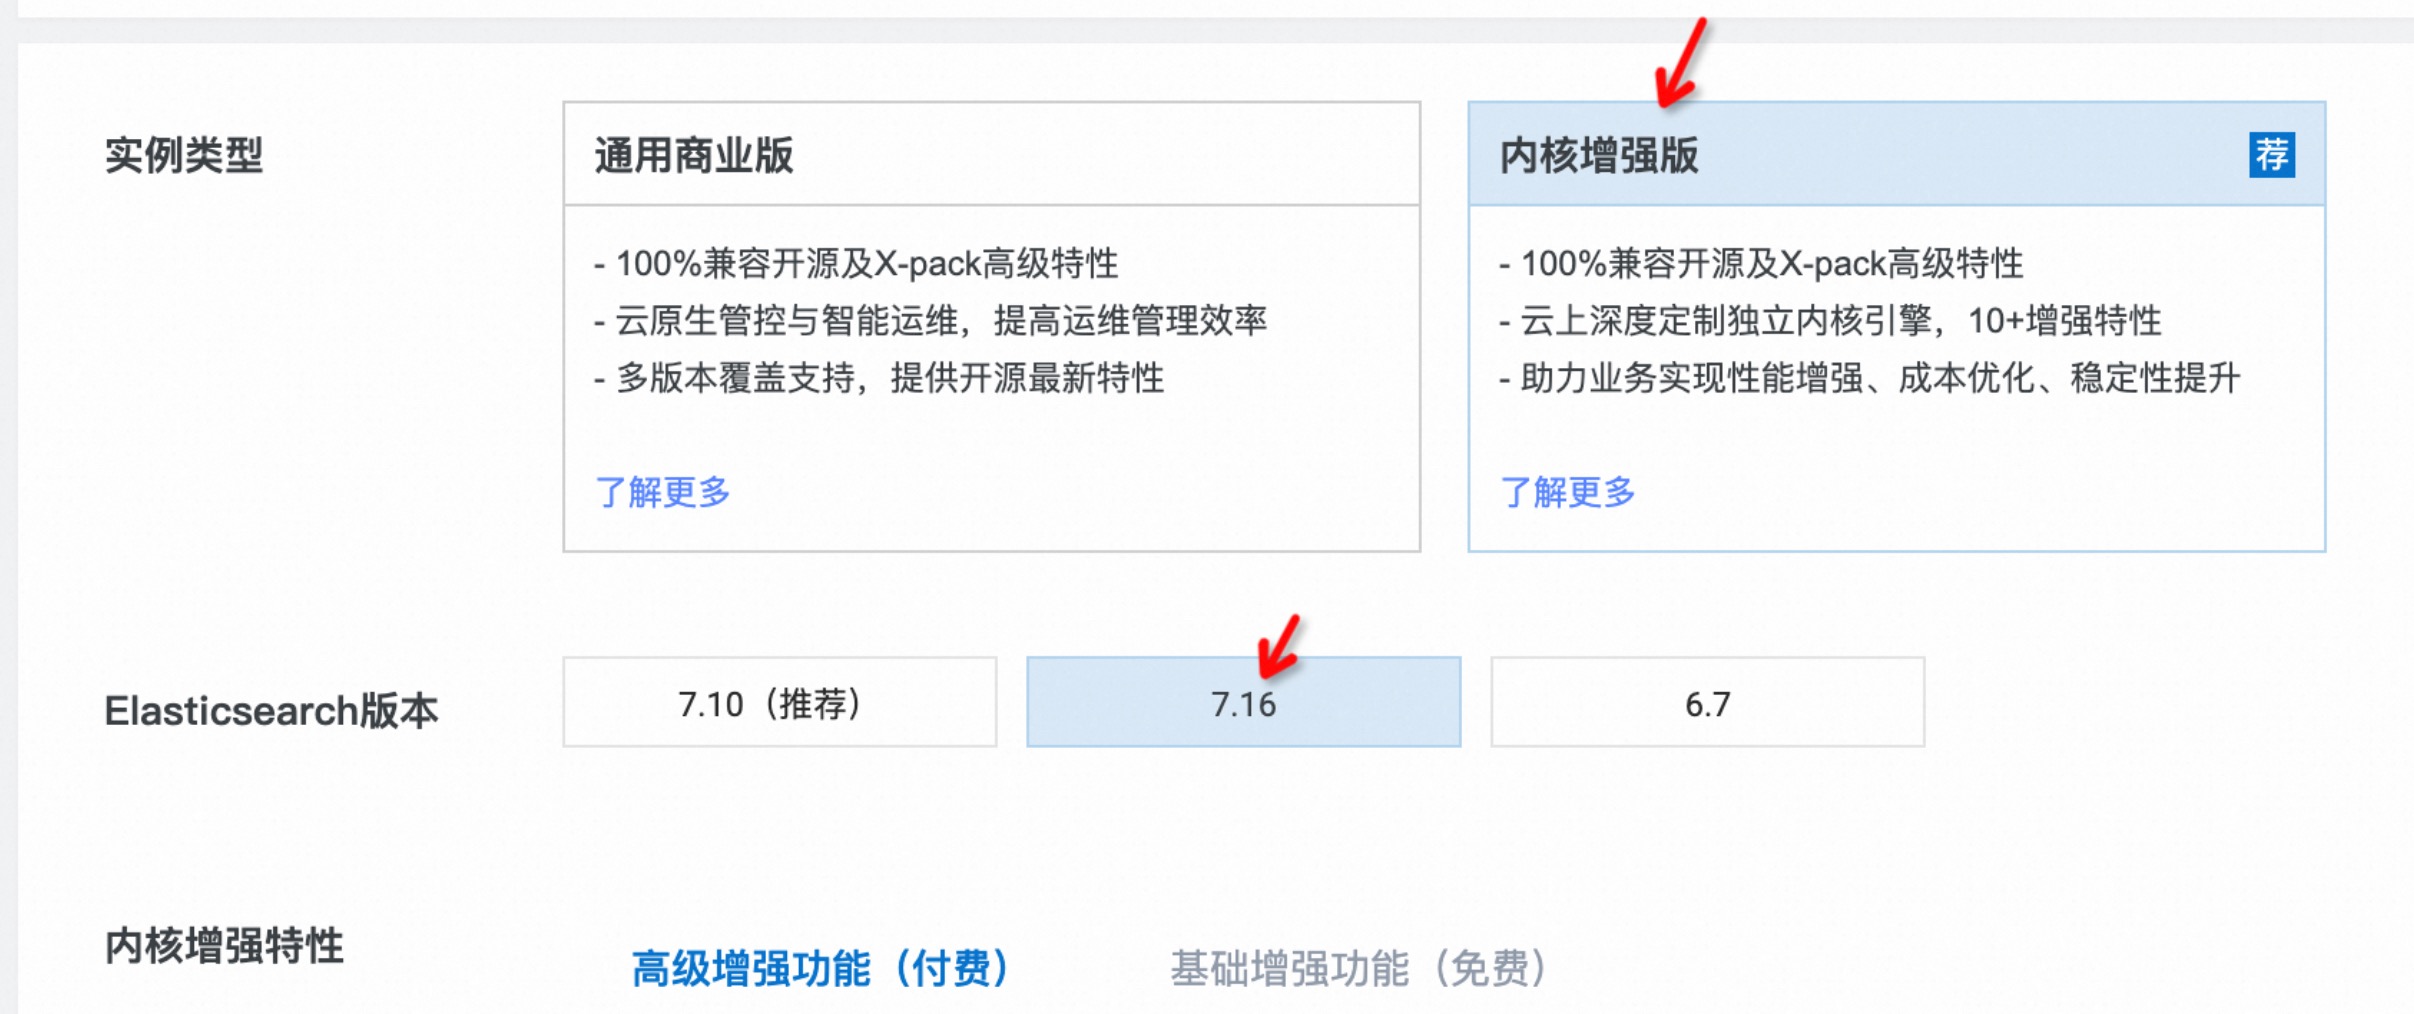 实例类型
通用商业版
- 100%兼容开源及X-pack高级特性
- 云原生管控与智能运维，提高运维管理效率
- 多版本覆盖支持，提供开源最新特性
了解更多
内核增强版
荐
- 100%兼容开源及X-pack高级特性
- 云上深度定制独立内核引擎，10+增强特性
- 助力业务实现性能增强、成本优化、稳定性提升
了解更多
Elasticsearch版本
7.10（推荐）
7.16
6.7
内核增强特性
高级增强功能（付费）
基础增强功能（免费）